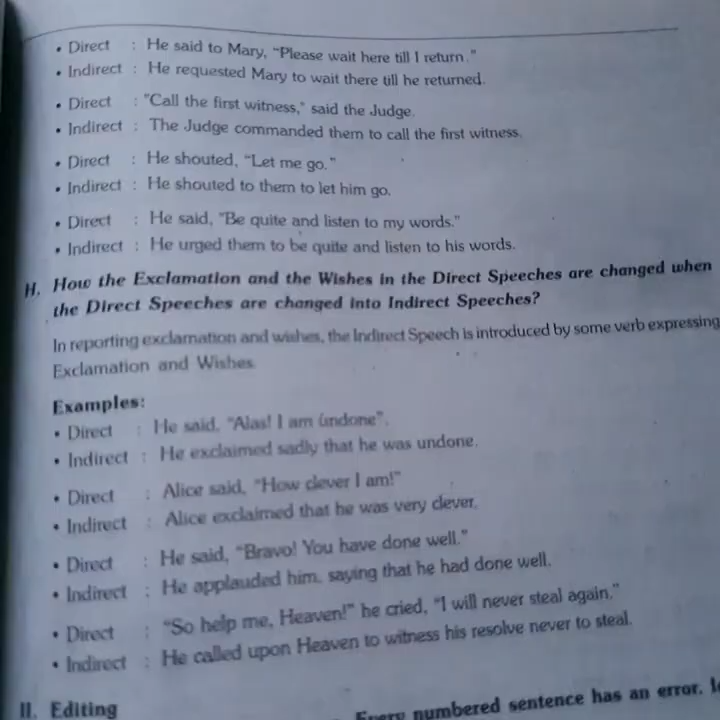 • Direct : He said to Mary, "Please wait here till I return."
• Indirect : He requested Mary to wait there till he returned.
• Direct : "Call the first witness," said the Judge.
• Indirect : The Judge commanded them to call the first witness.
• Direct : He shouted, "Let me go."
• Indirect : He shouted to them to let him go.
• Direct : He said, "Be quite and listen to my words."
• Indirect : He urged them to be quite and listen to his words.
H. How the Exclamation and the Wishes in the Direct Speeches are changed when
the Direct Speeches are changed into Indirect Speeches?
In reporting exclamation and wishes, the Indirect Speech is introduced by some verb expressing
Exclamation and Wishes.
Examples:
• Direct : He said, "Alas! I am undone".
• Indirect : He exclaimed sadly that he was undone.
• Direct : Alice said, "How clever I am!"
• Indirect : Alice exclaimed that he was very clever.
• Direct : He said, "Bravo! You have done well."
• Indirect : He applauded him, saying that he had done well.
• Direct : "So help me, Heaven!" he cried, "I will never steal again."
• Indirect : He called upon Heaven to witness his resolve never to steal.
II. Editing
Every numbered sentence has an error.